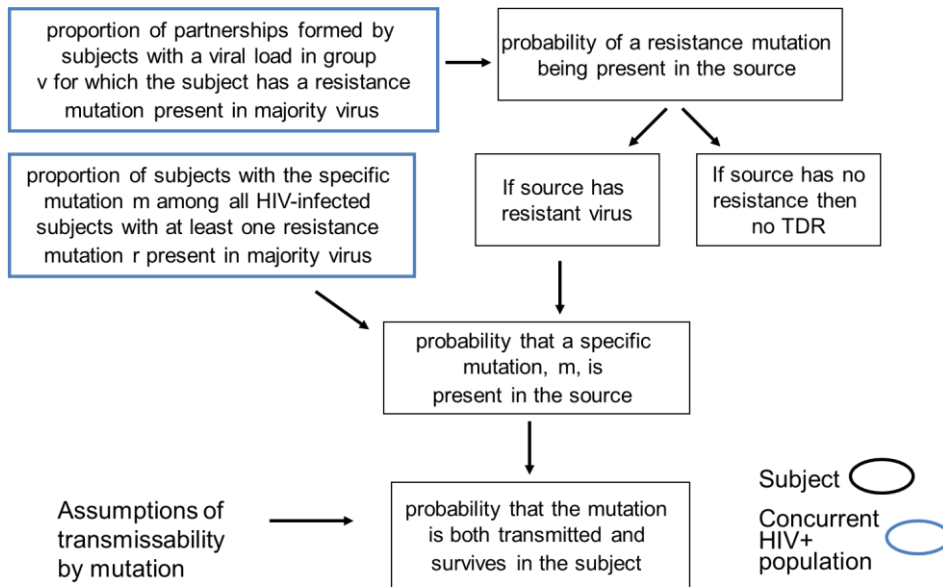 proportion of partnerships formed by
subjects with a viral load in group
v for which the subject has a resistance
mutation present in majority virus
probability of a resistance mutation
being present in the source
proportion of subjects with the specific
mutation m among all HIV-infected
subjects with at least one resistance
mutation r present in majority virus
If source has
resistant virus
If source has no
resistance then
no TDR
probability that a specific
mutation, m, is
present in the source
Assumptions of
transmissability
by mutation
probability that the mutation
is both transmitted and
survives in the subject
Subject
Concurrent
HIV+
population